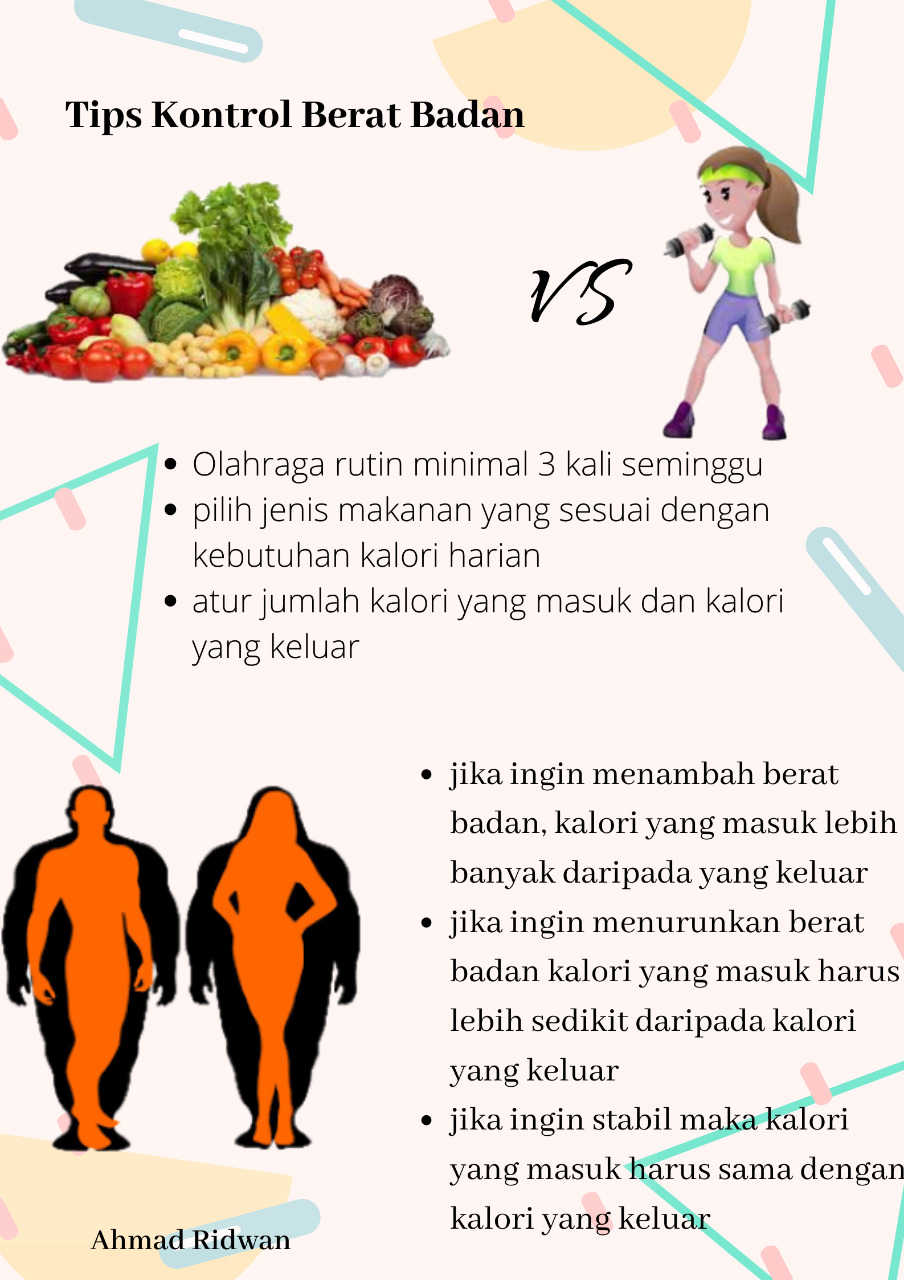 Tips Kontrol Berat Badan
VS
• Olahraga rutin minimal 3 kali seminggu
• pilih jenis makanan yang sesuai dengan
kebutuhan kalori harian
• atur jumlah kalori yang masuk dan kalori
yang keluar
• jika ingin menambah berat
badan, kalori yang masuk lebih
banyak daripada yang keluar
• jika ingin menurunkan berat
badan kalori yang masuk harus
lebih sedikit daripada kalori
yang keluar
• jika ingin stabil maka kalori
yang masuk harus sama dengan
kalori yang keluar
Ahmad Ridwan